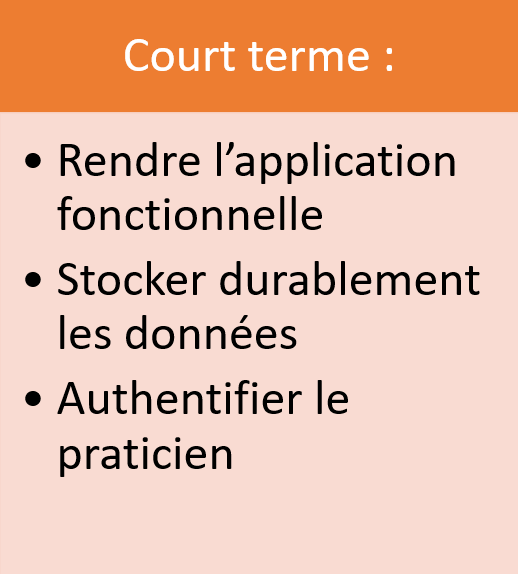 Court terme :
• Rendre l’application
fonctionnelle
• Stocker durablement
les données
• Authentifier le
praticien